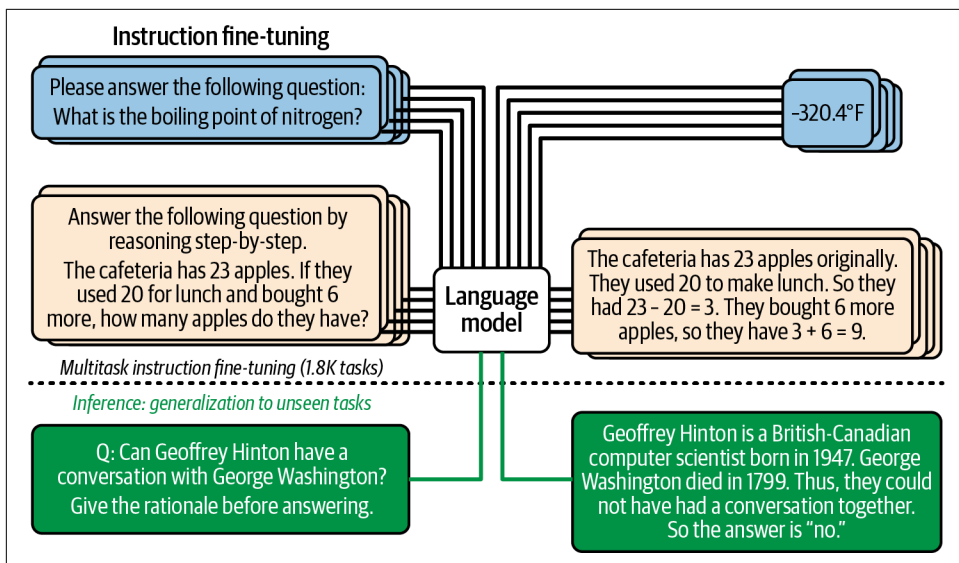 Instruction fine-tuning
Please answer the following question:
What is the boiling point of nitrogen?
–320.4°F
Answer the following question by
reasoning step-by-step.
The cafeteria has 23 apples. If they
used 20 for lunch and bought 6
more, how many apples do they have?
Language
model
The cafeteria has 23 apples originally.
They used 20 to make lunch. So they
had 23 – 20 = 3. They bought 6 more
apples, so they have 3 + 6 = 9.
Multitask instruction fine-tuning (1.8K tasks)
Inference: generalization to unseen tasks
Q: Can Geoffrey Hinton have a
conversation with George Washington?
Give the rationale before answering.
Geoffrey Hinton is a British-Canadian
computer scientist born in 1947. George
Washington died in 1799. Thus, they could
not have had a conversation together.
So the answer is “no.”